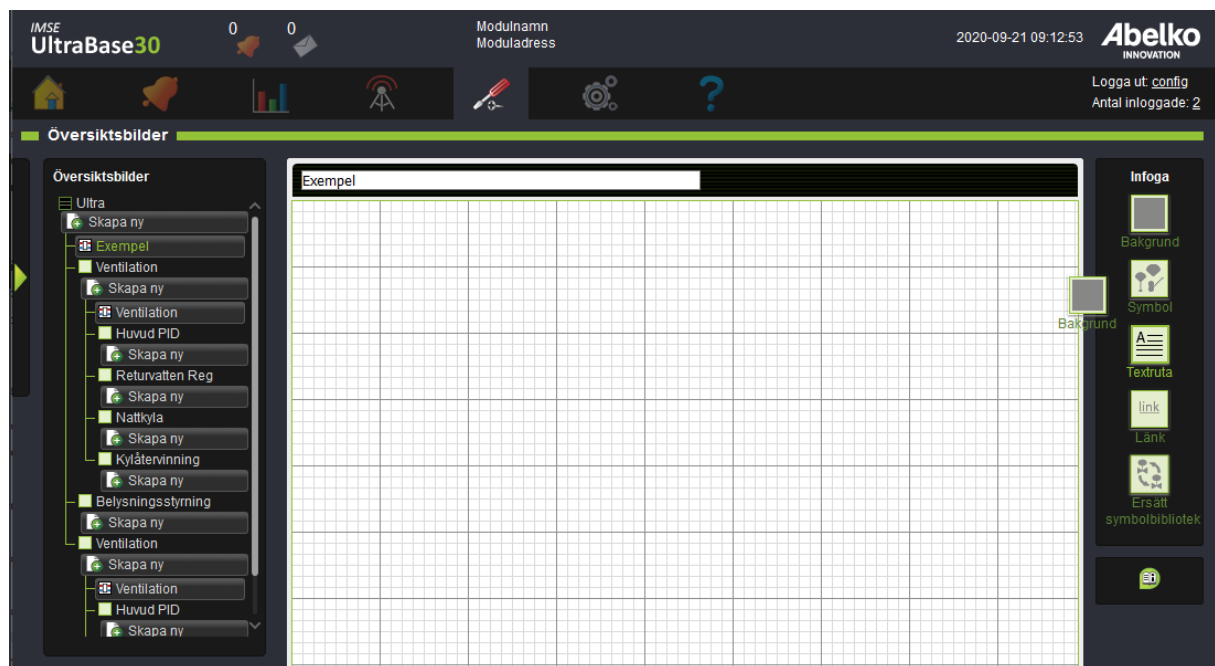 IMSE
UltraBase30
0
0
Modulnamn
Moduladress
2020-09-21 09:12:53
Abelko
INNOVATION
Logga ut: config
Antal inloggade: 2
Översiktsbilder
Översiktsbilder
Ultra
Skapa ny
Exempel
Ventilation
Skapa ny
Ventilation
Huvud PID
Skapa ny
Returvatten Reg
Skapa ny
Nattkyla
Skapa ny
Kylåtervinning
Skapa ny
Belysningsstyrning
Skapa ny
Ventilation
Skapa ny
Ventilation
Huvud PID
Skapa ny
Exempel
Bakgrund
Infoga
Bakgrund
Symbol
A
Textruta
link
Länk
Ersätt
symbolbibliotek